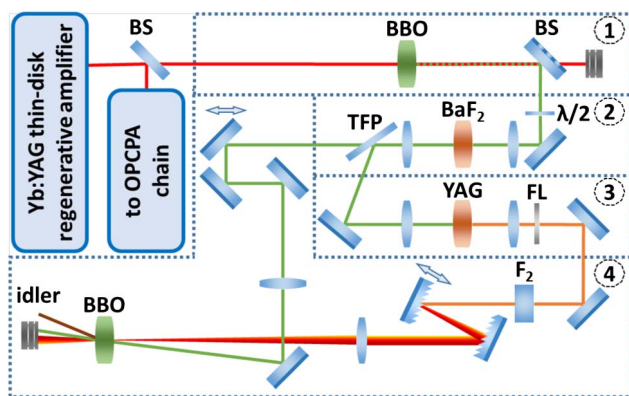 Yb:YAG thin-disk
regenerative amplifier
BS
to OPCPA
chain
BBO
BS
1
λ/2
2
TFP
BaF₂
YAG
FL
3
F₂
4
idler
BBO